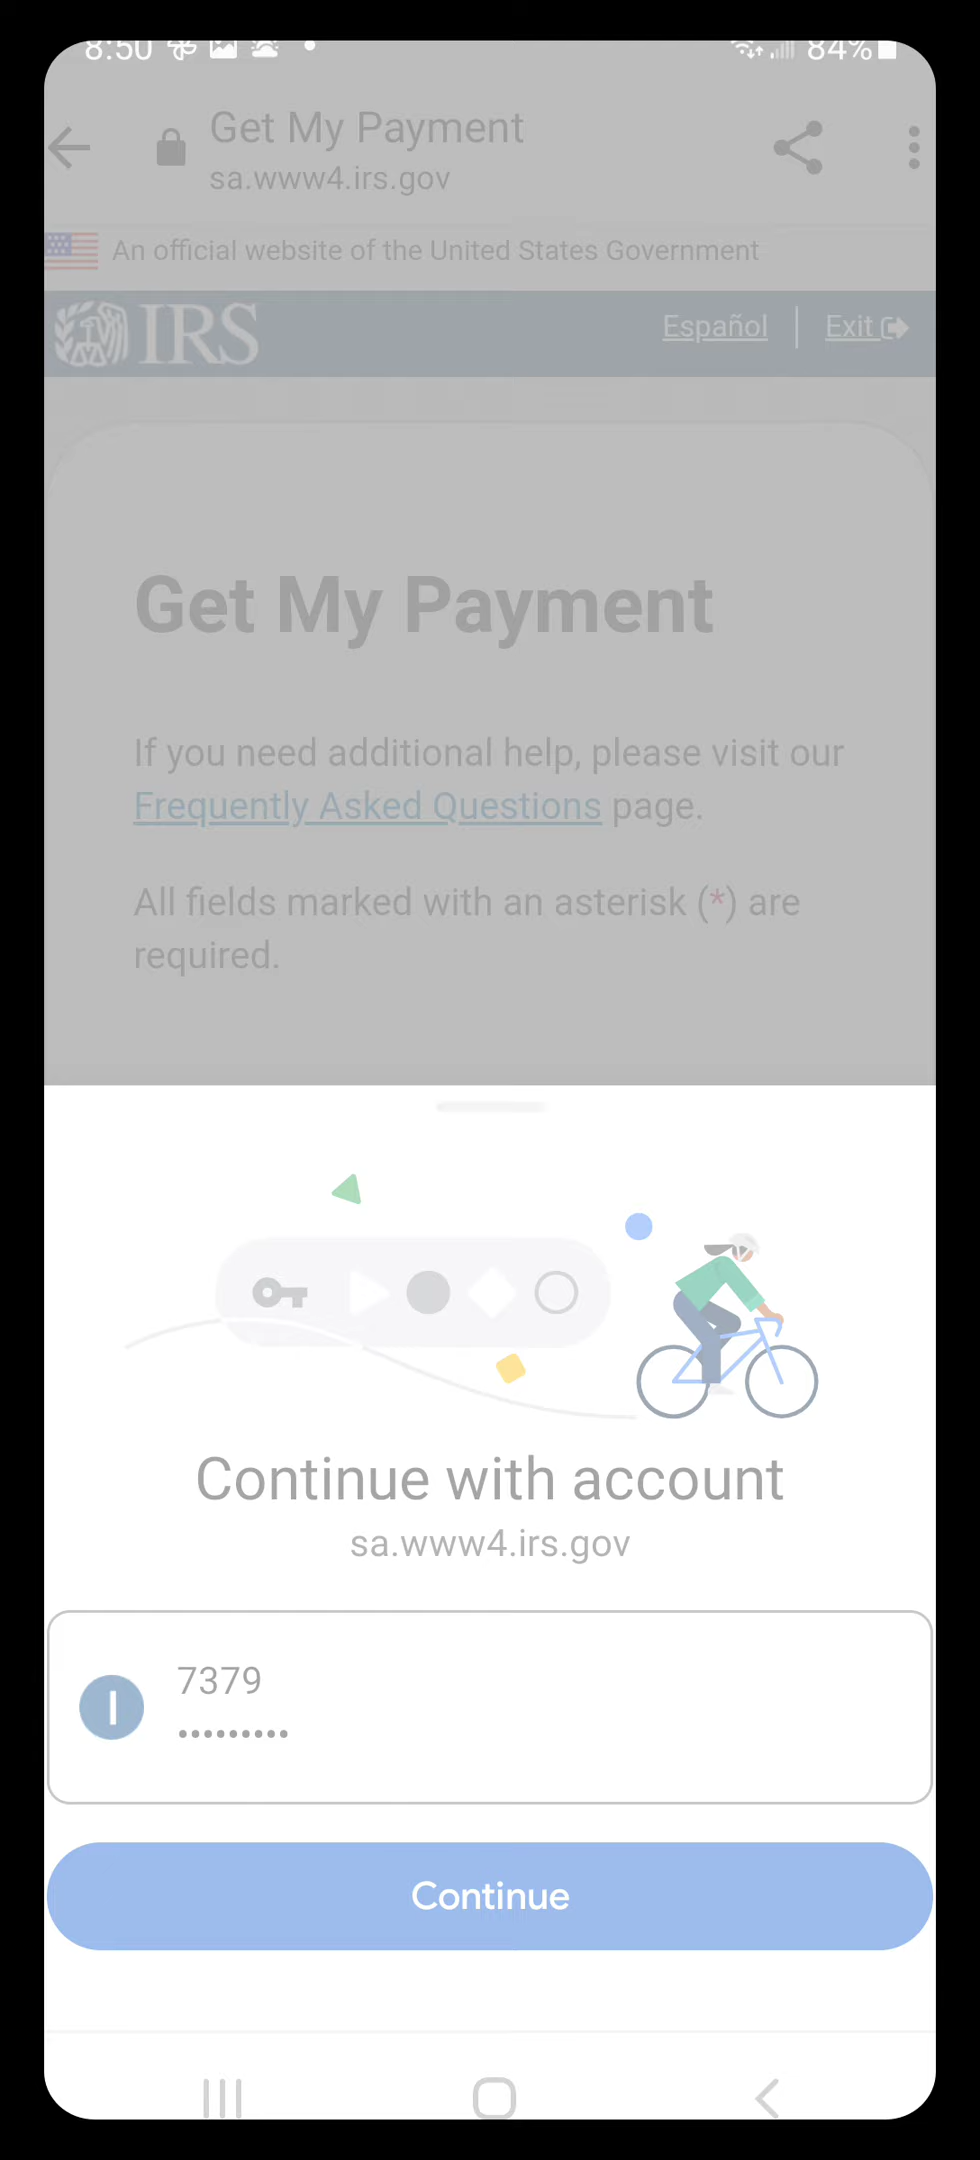 8:50
84%
Get My Payment
sa.www4.irs.gov
An official website of the United States Government
IRS
Español
Exit
Get My Payment
If you need additional help, please visit our
Frequently Asked Questions page.
All fields marked with an asterisk (*) are
required.
Continue with account
sa.www4.irs.gov
I
7379
•••••••••
Continue